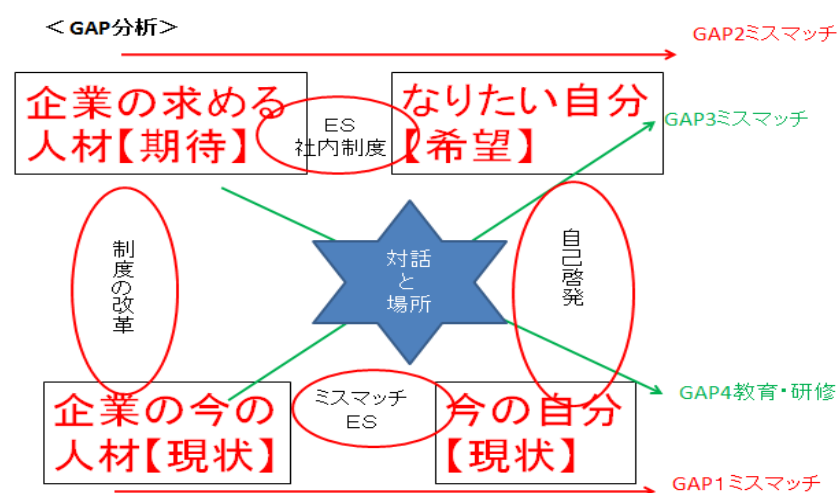 ＜GAP分析＞
GAP2ミスマッチ
企業の求める
人材【期待】
ES
社内制度
なりたい自分
【希望】
GAP3ミスマッチ
制度の改革
対話
と
場所
自己啓発
GAP4教育・研修
企業の今の
人材【現状】
ミスマッチ
ES
今の自分
【現状】
GAP1ミスマッチ